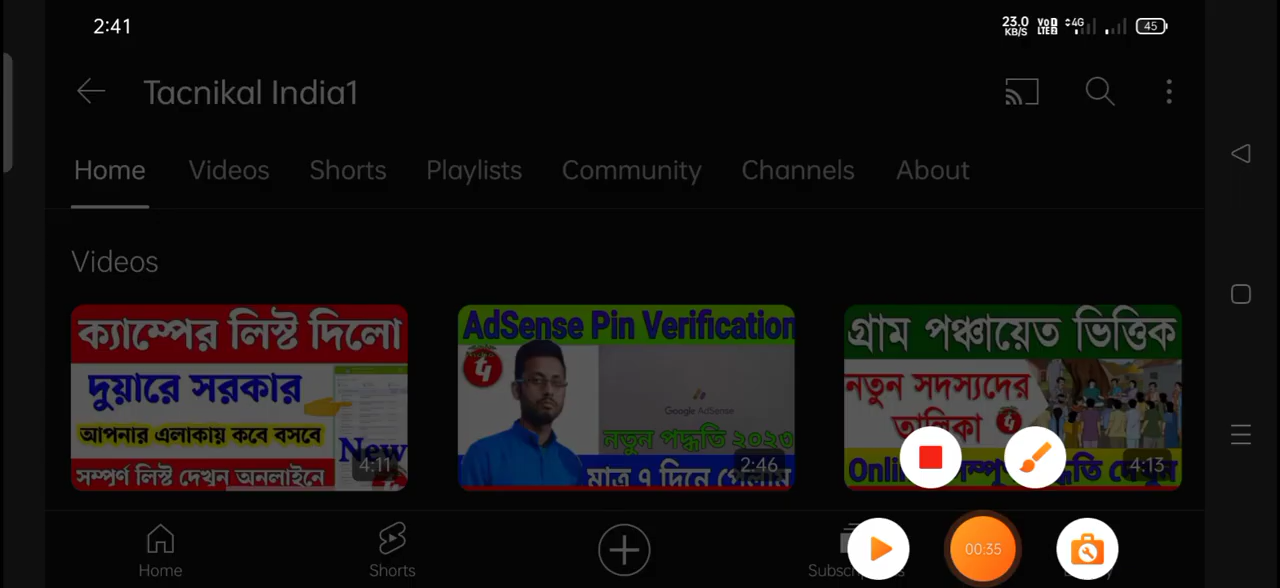 2:41
23.0 KB/S VoD LTE2 4G 45
Tacnikal India1
Home Videos Shorts Playlists Community Channels About
Videos
ক্যাম্পের লিস্ট দিলো
দুয়ারে সরকার
আপনার এলাকায় কবে বসবে
New
সম্পূর্ণ লিস্ট দেখুন অনলাইনে
4:11
AdSense Pin Verification
Google AdSense
নতুন পদ্ধতি ২০২৩
মাত্র ৭ দিনে পেলাম
2:46
গ্রাম পঞ্চায়েত ভিত্তিক
নতুন সদস্যদের
তালিকা
দেখুন
4:13
Home
Shorts
00:35